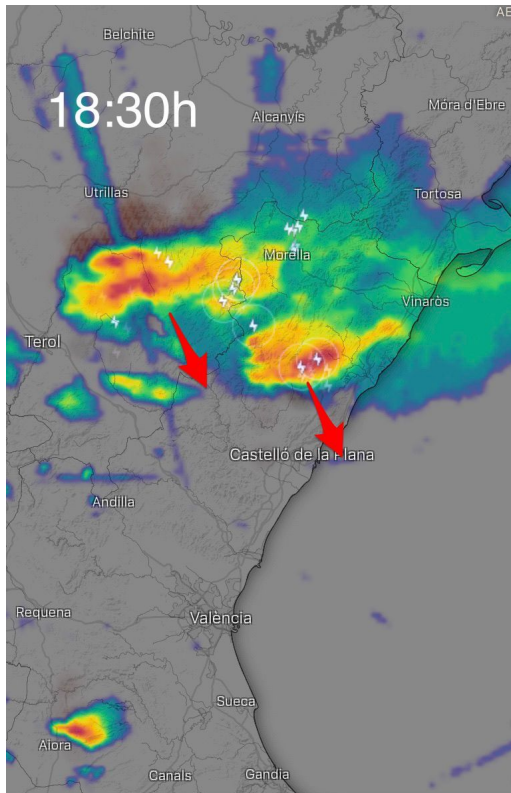 AE
Belchite
18:30h
Alcanyís
Móra d'Ebre
Utrillas
Tortosa
Morella
Vinaròs
Terol
Castelló de la Plana
Andilla
Requena
València
Sueca
Aiora
Canals
Gandia